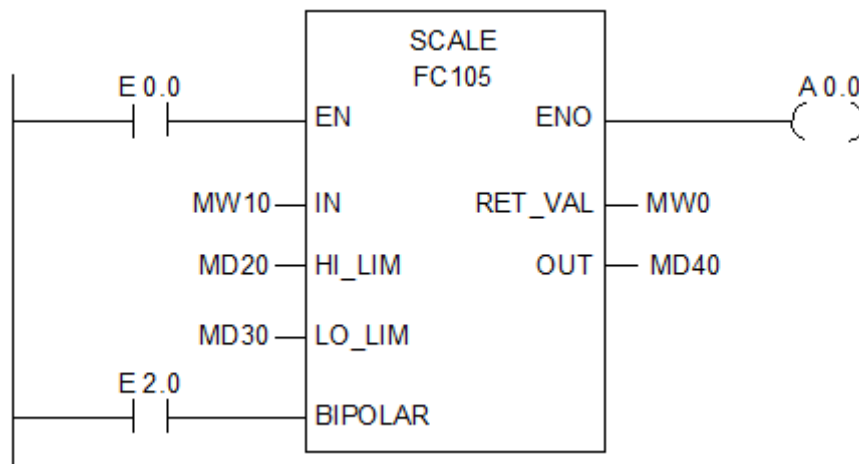 SCALE
FC105
E 0.0
A 0.0
EN ENO
MW10 IN RET_VAL MW0
MD20 HI_LIM OUT MD40
MD30 LO_LIM
E 2.0
BIPOLAR